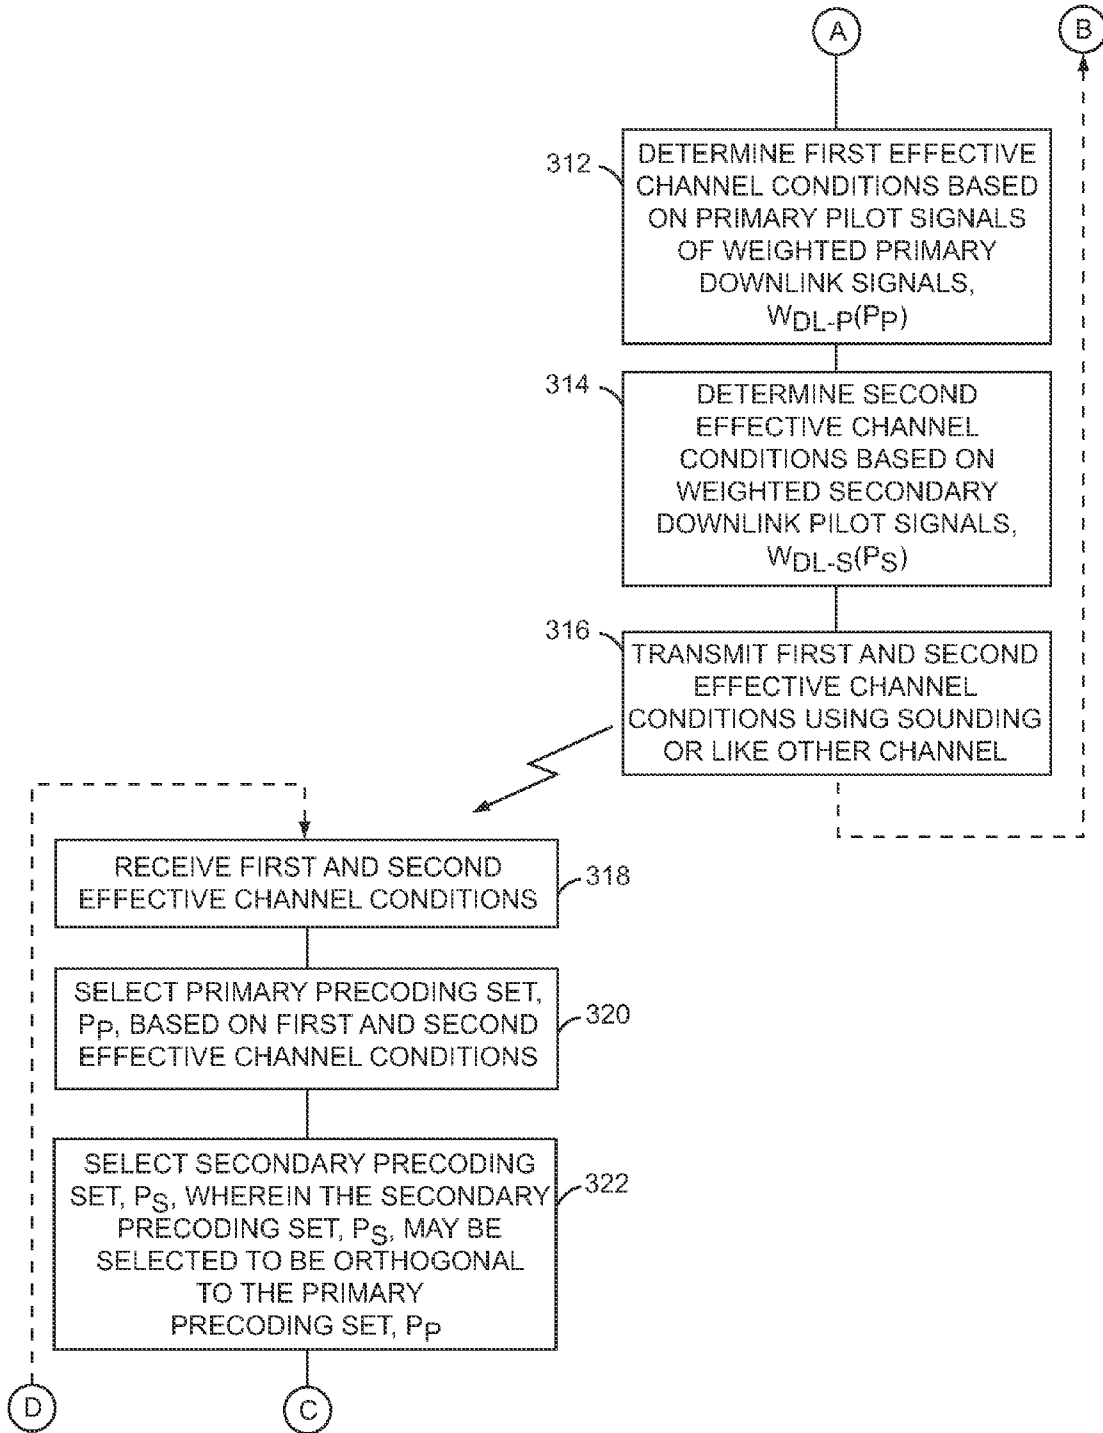 A
B
312
DETERMINE FIRST EFFECTIVE
CHANNEL CONDITIONS BASED
ON PRIMARY PILOT SIGNALS
OF WEIGHTED PRIMARY
DOWNLINK SIGNALS,
WDL-P(PP)
314
DETERMINE SECOND
EFFECTIVE CHANNEL
CONDITIONS BASED ON
WEIGHTED SECONDARY
DOWNLINK PILOT SIGNALS,
WDL-S(PS)
316
TRANSMIT FIRST AND SECOND
EFFECTIVE CHANNEL
CONDITIONS USING SOUNDING
OR LIKE OTHER CHANNEL
RECEIVE FIRST AND SECOND
EFFECTIVE CHANNEL CONDITIONS
318
SELECT PRIMARY PRECODING SET,
PP, BASED ON FIRST AND SECOND
EFFECTIVE CHANNEL CONDITIONS
320
SELECT SECONDARY PRECODING
SET, PS, WHEREIN THE SECONDARY
PRECODING SET, PS, MAY BE
SELECTED TO BE ORTHOGONAL
TO THE PRIMARY
PRECODING SET, PP
322
D
C